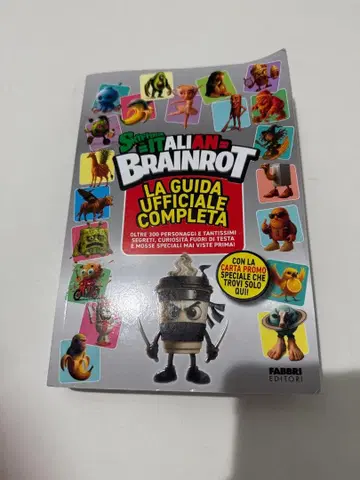 ITALIAN
BRAINROT
LA GUIDA
UFFICIALE
COMPLETA
OLTRE 300 PERSONAGGI E TANTISSIMI
SEGRETI, CURIOSITÀ FUORI DI TESTA
E MOSSE SPECIALI MAI VISTE PRIMA!
CON LA
CARTA PROMO
SPECIALE CHE
TROVI SOLO
QUI!
FABBRI
EDITORI